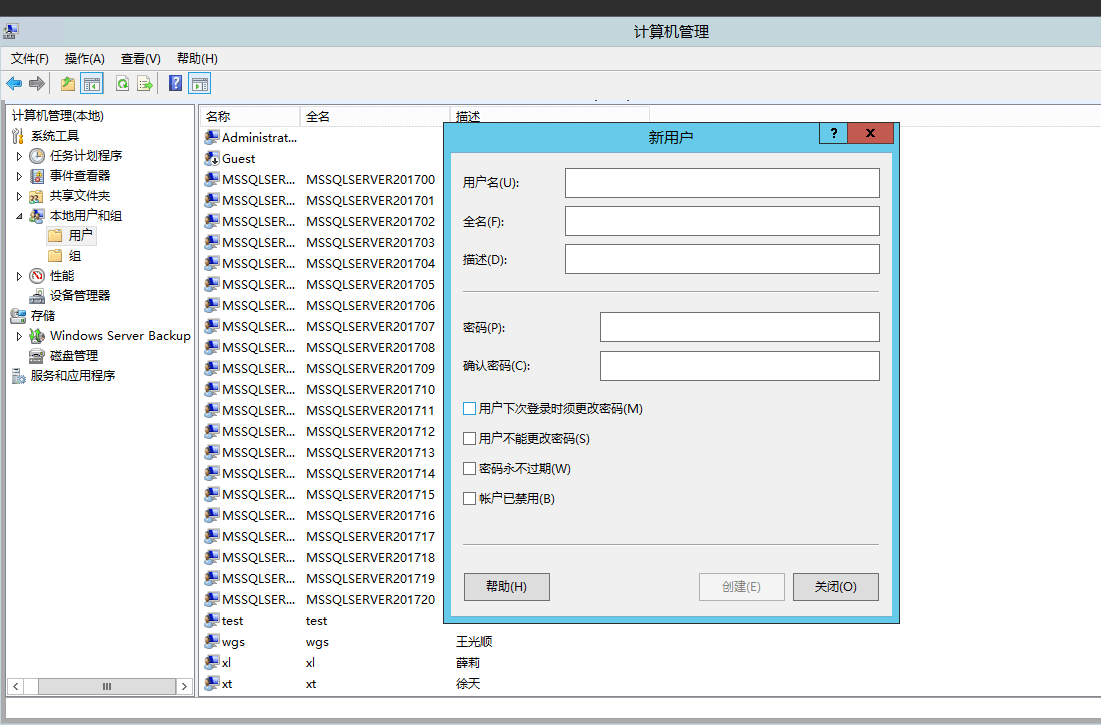 计算机管理
文件(F) 操作(A) 查看(V) 帮助(H)
计算机管理(本地)
系统工具
任务计划程序
事件查看器
共享文件夹
本地用户和组
用户
组
性能
设备管理器
存储
Windows Server Backup
磁盘管理
服务和应用程序
名称 全名 描述
Administrat...
Guest
MSSQLSER... MSSQLSERVER201700
MSSQLSER... MSSQLSERVER201701
MSSQLSER... MSSQLSERVER201702
MSSQLSER... MSSQLSERVER201703
MSSQLSER... MSSQLSERVER201704
MSSQLSER... MSSQLSERVER201705
MSSQLSER... MSSQLSERVER201706
MSSQLSER... MSSQLSERVER201707
MSSQLSER... MSSQLSERVER201708
MSSQLSER... MSSQLSERVER201709
MSSQLSER... MSSQLSERVER201710
MSSQLSER... MSSQLSERVER201711
MSSQLSER... MSSQLSERVER201712
MSSQLSER... MSSQLSERVER201713
MSSQLSER... MSSQLSERVER201714
MSSQLSER... MSSQLSERVER201715
MSSQLSER... MSSQLSERVER201716
MSSQLSER... MSSQLSERVER201717
MSSQLSER... MSSQLSERVER201718
MSSQLSER... MSSQLSERVER201719
MSSQLSER... MSSQLSERVER201720
test test
wgs wgs 王光顺
xl xl 薛莉
xt xt 徐天
新用户
用户名(U):
全名(F):
描述(D):
密码(P):
确认密码(C):
用户下次登录时须更改密码(M)
用户不能更改密码(S)
密码永不过期(W)
帐户已禁用(B)
帮助(H) 创建(E) 关闭(O)